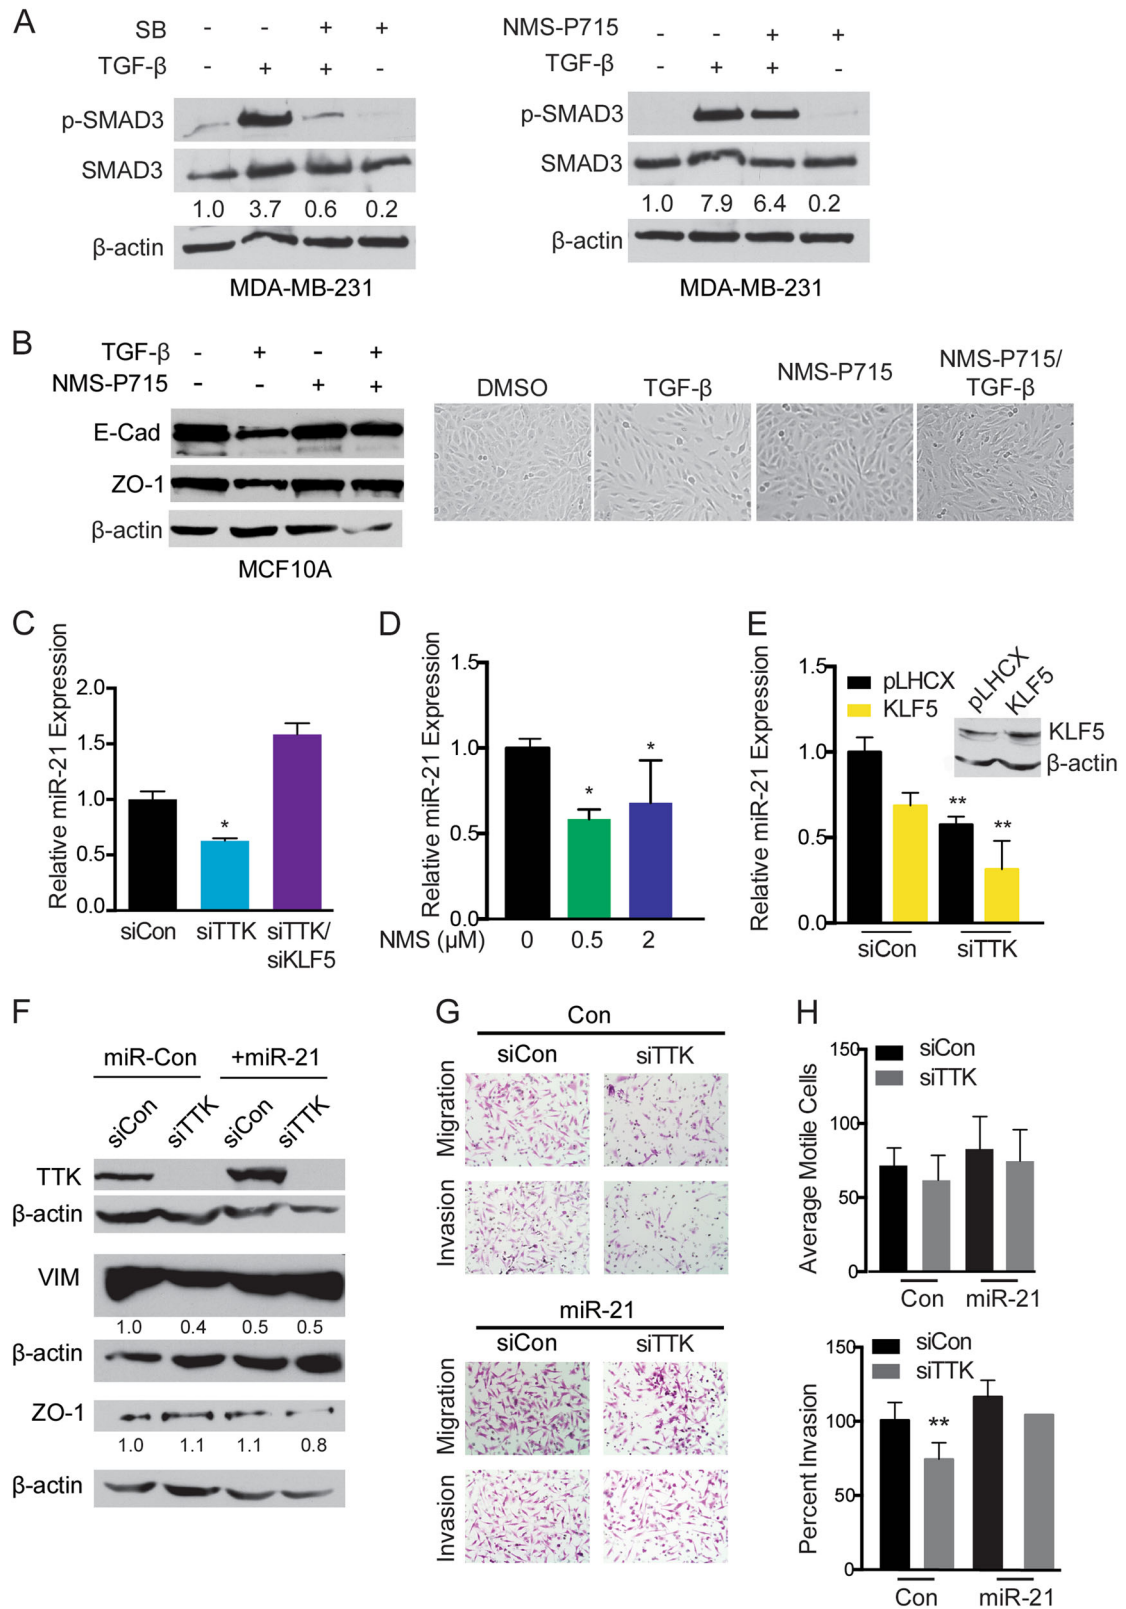 A
SB - - + +
TGF-β - + + -
p-SMAD3
SMAD3
1.0 3.7 0.6 0.2
β-actin
MDA-MB-231
NMS-P715 - - + +
TGF-β - + + -
p-SMAD3
SMAD3
1.0 7.9 6.4 0.2
β-actin
MDA-MB-231
B
TGF-β - + - +
NMS-P715 - - + +
E-Cad
ZO-1
β-actin
MCF10A
DMSO
TGF-β
NMS-P715
NMS-P715/
TGF-β
C
Relative miR-21 Expression
2.0
1.5
1.0
0.5
0.0
*
siCon siTTK siTTK/
siKLF5
D
Relative miR-21 Expression
1.5
1.0
0.5
0.0
* *
NMS (μM) 0 0.5 2
E
Relative miR-21 Expression
1.5
1.0
0.5
0.0
pLHCX
KLF5
pLHCX
KLF5
KLF5
β-actin
** **
siCon siTTK
F
miR-Con +miR-21
siCon siTTK siCon siTTK
TTK
β-actin
VIM
1.0 0.4 0.5 0.5
β-actin
ZO-1
1.0 1.1 1.1 0.8
β-actin
G
Con
siCon siTTK
Migration
Invasion
miR-21
siCon siTTK
Migration
Invasion
H
Average Motile Cells
150
100
50
0
siCon
siTTK
Con miR-21
Percent Invasion
150
100
50
0
siCon
siTTK
**
Con miR-21